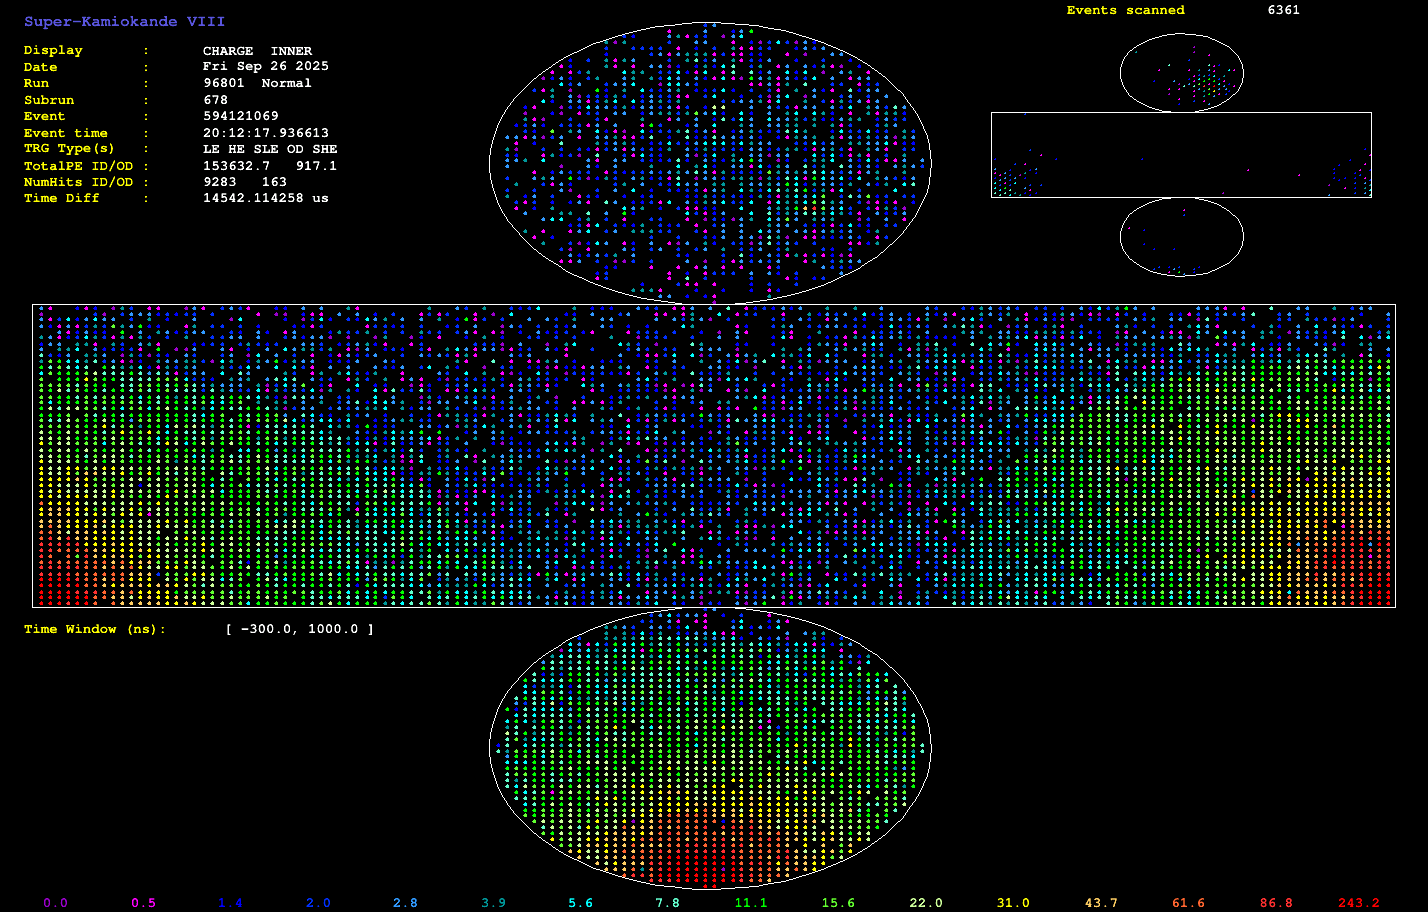 Super-Kamiokande VIII
Events scanned 6361
Display : CHARGE INNER
Date : Fri Sep 26 2025
Run : 96801 Normal
Subrun : 678
Event : 594121069
Event time : 20:12:17.936613
TRG Type(s) : LE HE SLE OD SHE
TotalPE ID/OD : 153632.7 917.1
NumHits ID/OD : 9283 163
Time Diff : 14542.114258 us
Time Window (ns): [ -300.0, 1000.0 ]
0.0 0.5 1.4 2.0 2.8 3.9 5.6 7.8 11.1 15.6 22.0 31.0 43.7 61.6 86.8 243.2